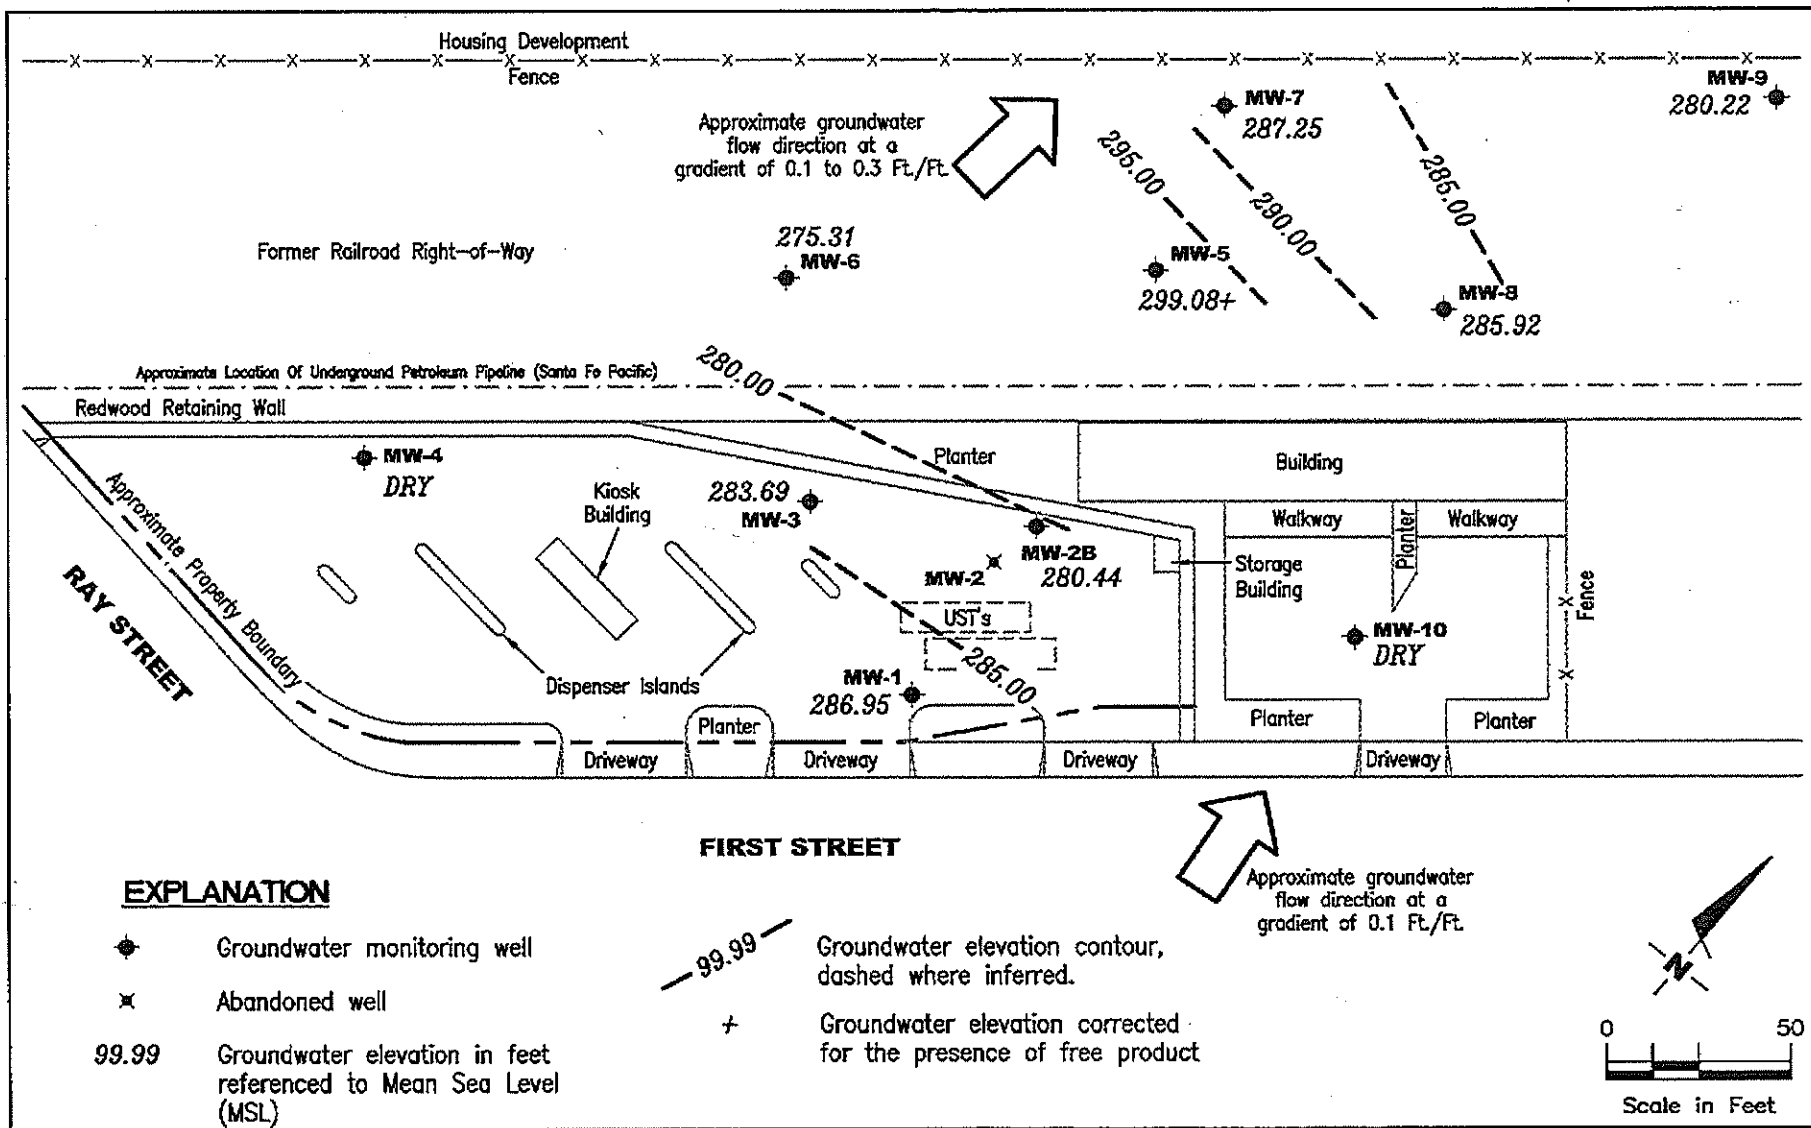 Housing Development
Fence
MW-9
280.22
MW-7
287.25
Approximate groundwater
flow direction at a
gradient of 0.1 to 0.3 Ft./Ft.
295.00
290.00
285.00
Former Railroad Right-of-Way
275.31
MW-6
MW-5
299.08+
MW-8
285.92
280.00
Approximate Location Of Underground Petroleum Pipeline (Santa Fe Pacific)
Redwood Retaining Wall
MW-4
DRY
Planter
Building
Kiosk
Building
283.69
MW-3
Walkway
Planter
Walkway
MW-2B
280.44
MW-2
Storage
Building
Fence
Approximate Property Boundary
RAY STREET
UST's
MW-10
DRY
285.00
Dispenser Islands
MW-1
286.95
Planter
Planter
Planter
Driveway
Driveway
Driveway
Driveway
FIRST STREET
Approximate groundwater
flow direction at a
gradient of 0.1 Ft./Ft.
EXPLANATION
Groundwater monitoring well
Abandoned well
99.99 Groundwater elevation in feet
referenced to Mean Sea Level
(MSL)
99.99 Groundwater elevation contour,
dashed where inferred.
+ Groundwater elevation corrected
for the presence of free product
N
0 50
Scale in Feet